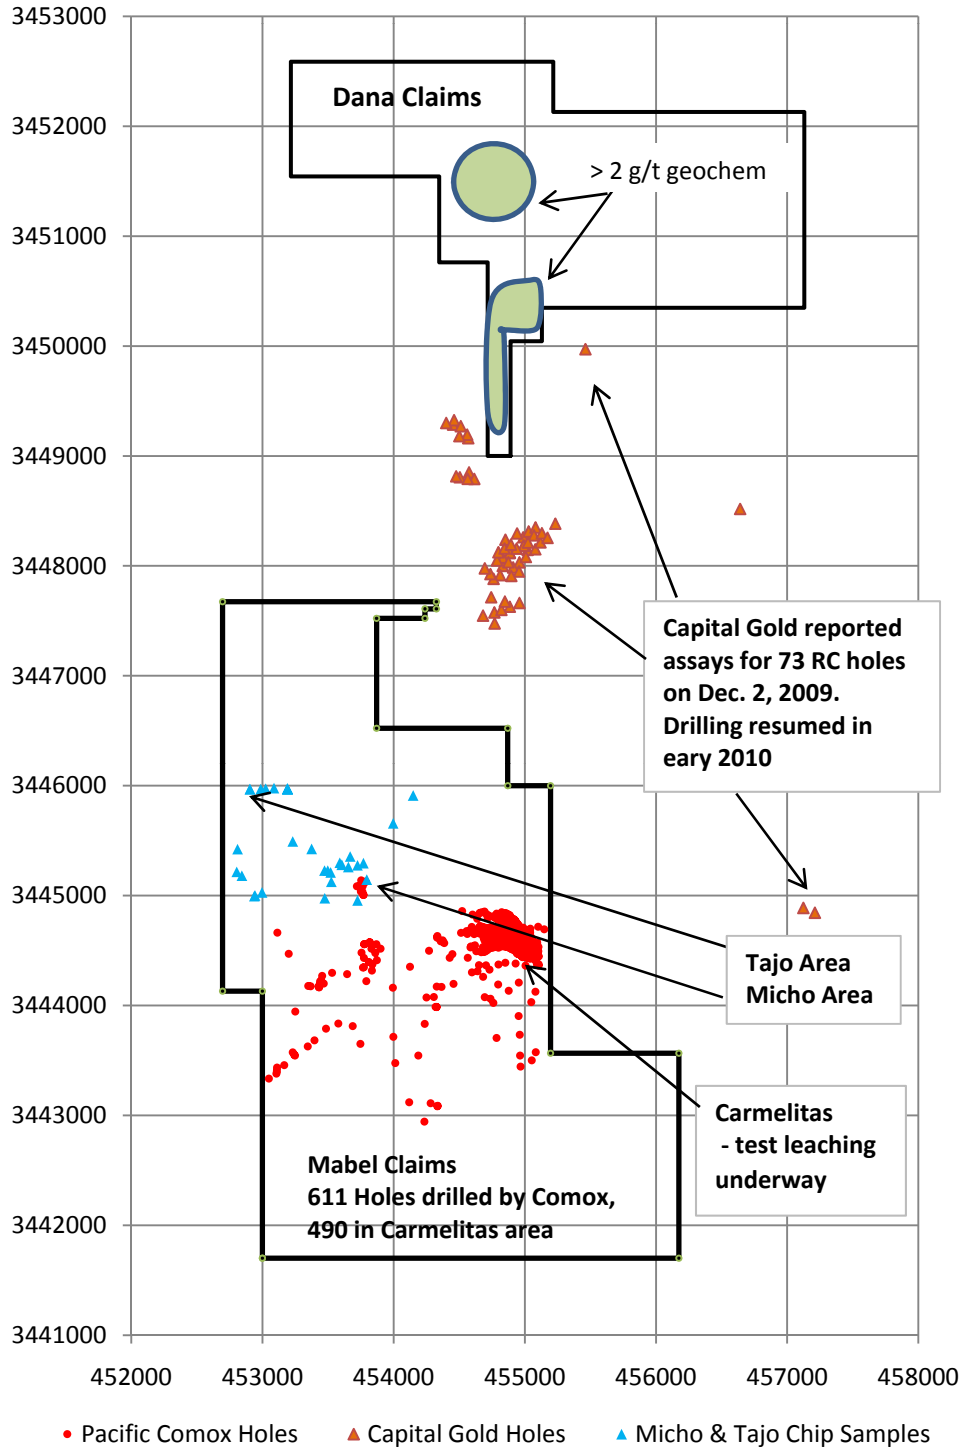 3453000
Dana Claims
3452000
> 2 g/t geochem
3451000
3450000
3449000
3448000
Capital Gold reported
assays for 73 RC holes
on Dec. 2, 2009.
Drilling resumed in
eary 2010
3447000
3446000
3445000
Tajo Area
Micho Area
3444000
Carmelitas
- test leaching
underway
3443000
Mabel Claims
611 Holes drilled by Comox,
490 in Carmelitas area
3442000
3441000
452000 453000 454000 455000 456000 457000 458000
Pacific Comox Holes Capital Gold Holes Micho & Tajo Chip Samples